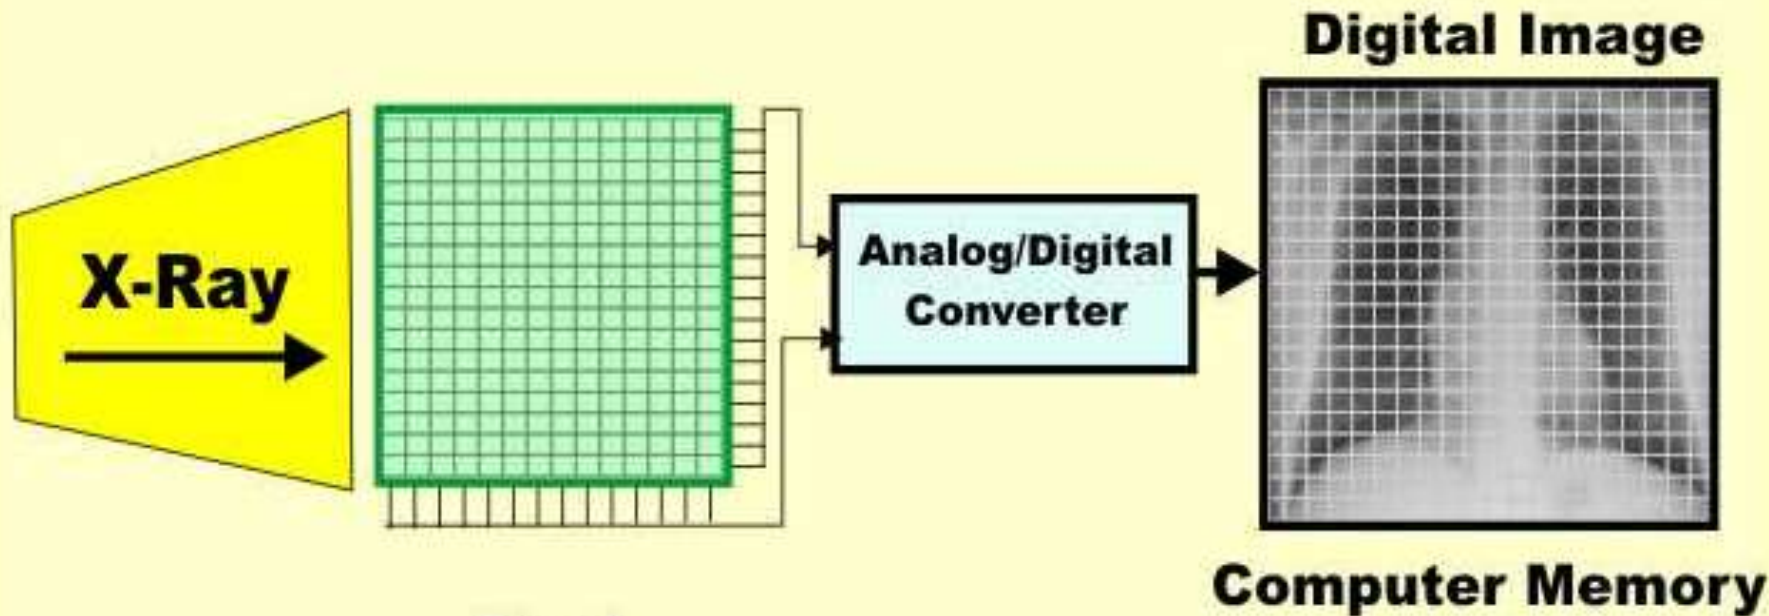 Digital Image
X-Ray
Analog/Digital
Converter
Computer Memory